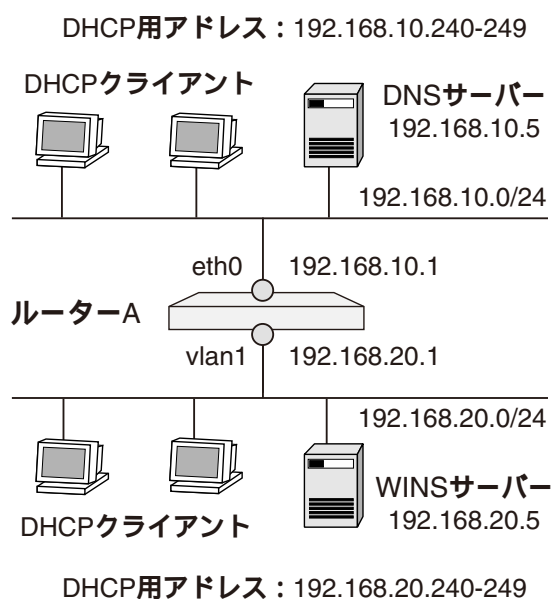 DHCP用アドレス：192.168.10.240-249
DHCPクライアント
DNSサーバー
192.168.10.5
192.168.10.0/24
eth0
192.168.10.1
ルーターA
vlan1
192.168.20.1
192.168.20.0/24
WINSサーバー
192.168.20.5
DHCPクライアント
DHCP用アドレス：192.168.20.240-249